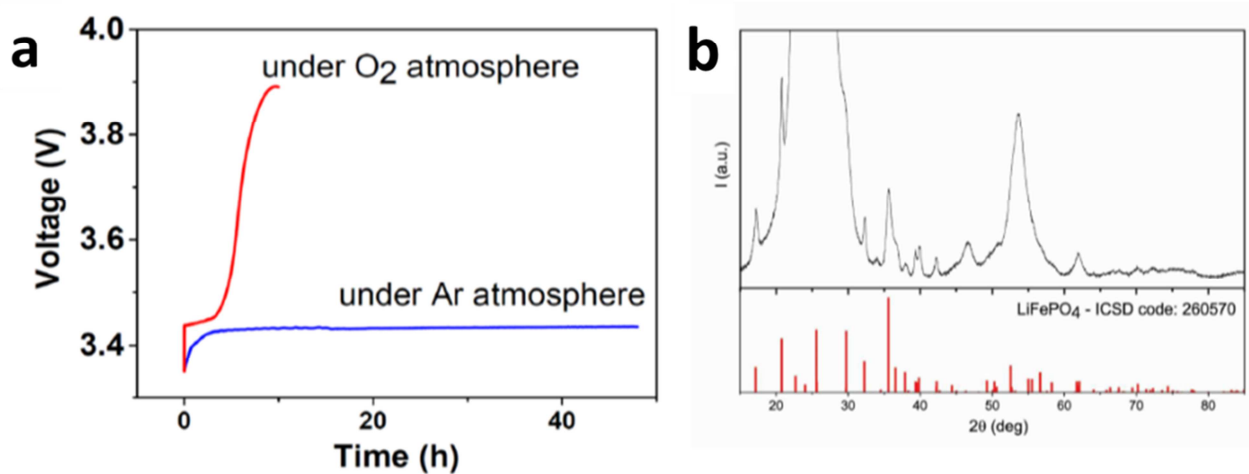 a
4.0
3.8
3.6
3.4
Voltage (V)
under O2 atmosphere
under Ar atmosphere
0
20
40
Time (h)
b
I (a.u.)
LiFePO4 - ICSD code: 260570
20
30
40
50
60
70
80
2θ (deg)